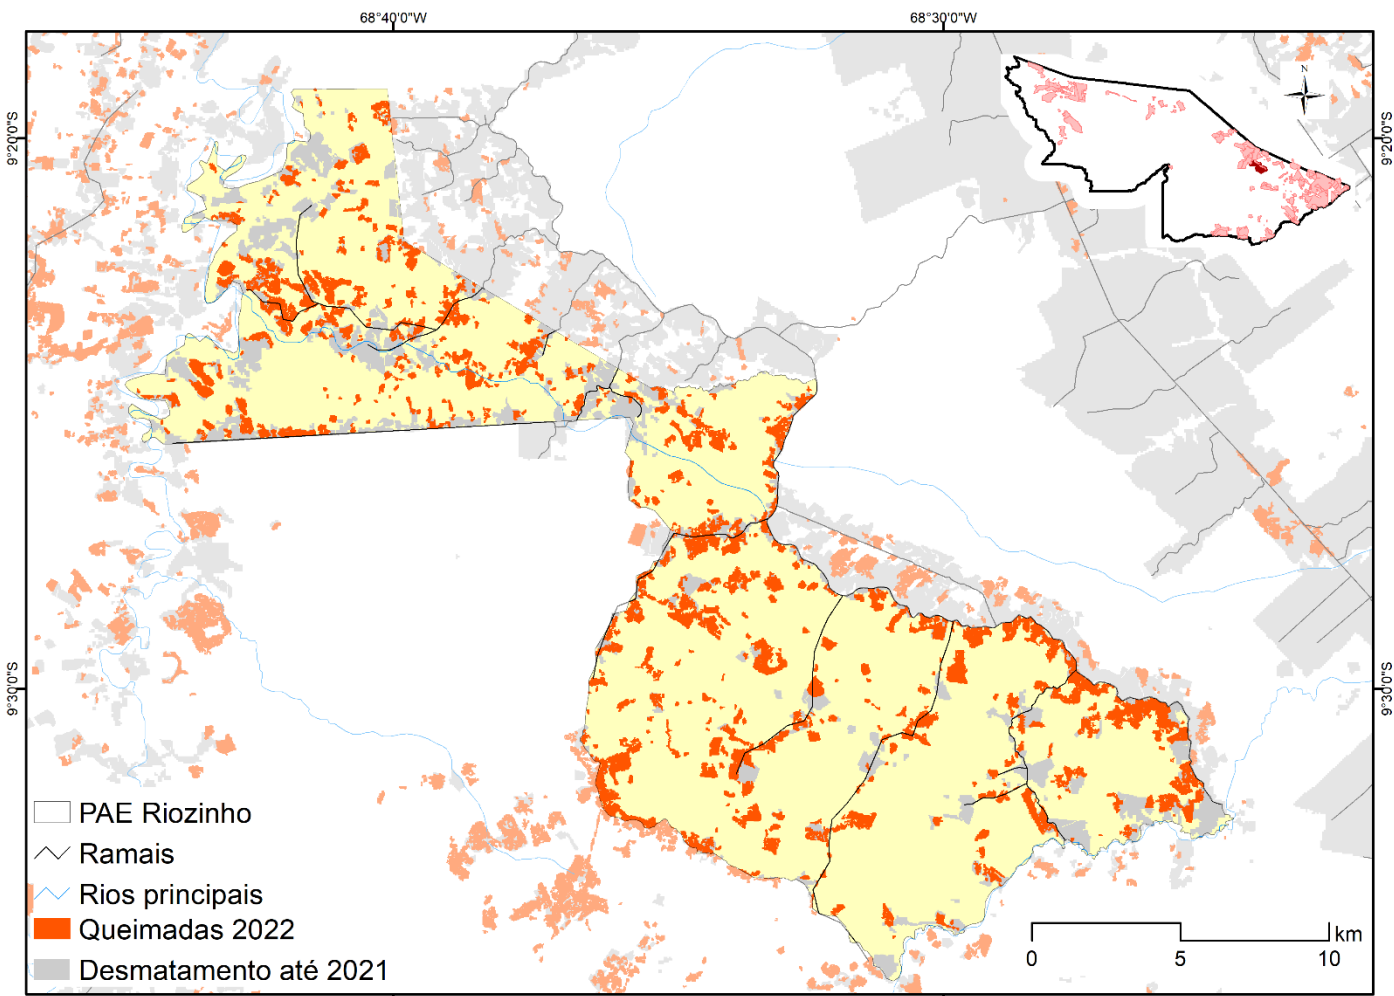 68°40'0"W
68°30'0"W
N
9°20'0"S
9°20'0"S
9°30'0"S
9°30'0"S
PAE Riozinho
Ramais
Rios principais
Queimadas 2022
Desmatamento até 2021
km
0
5
10